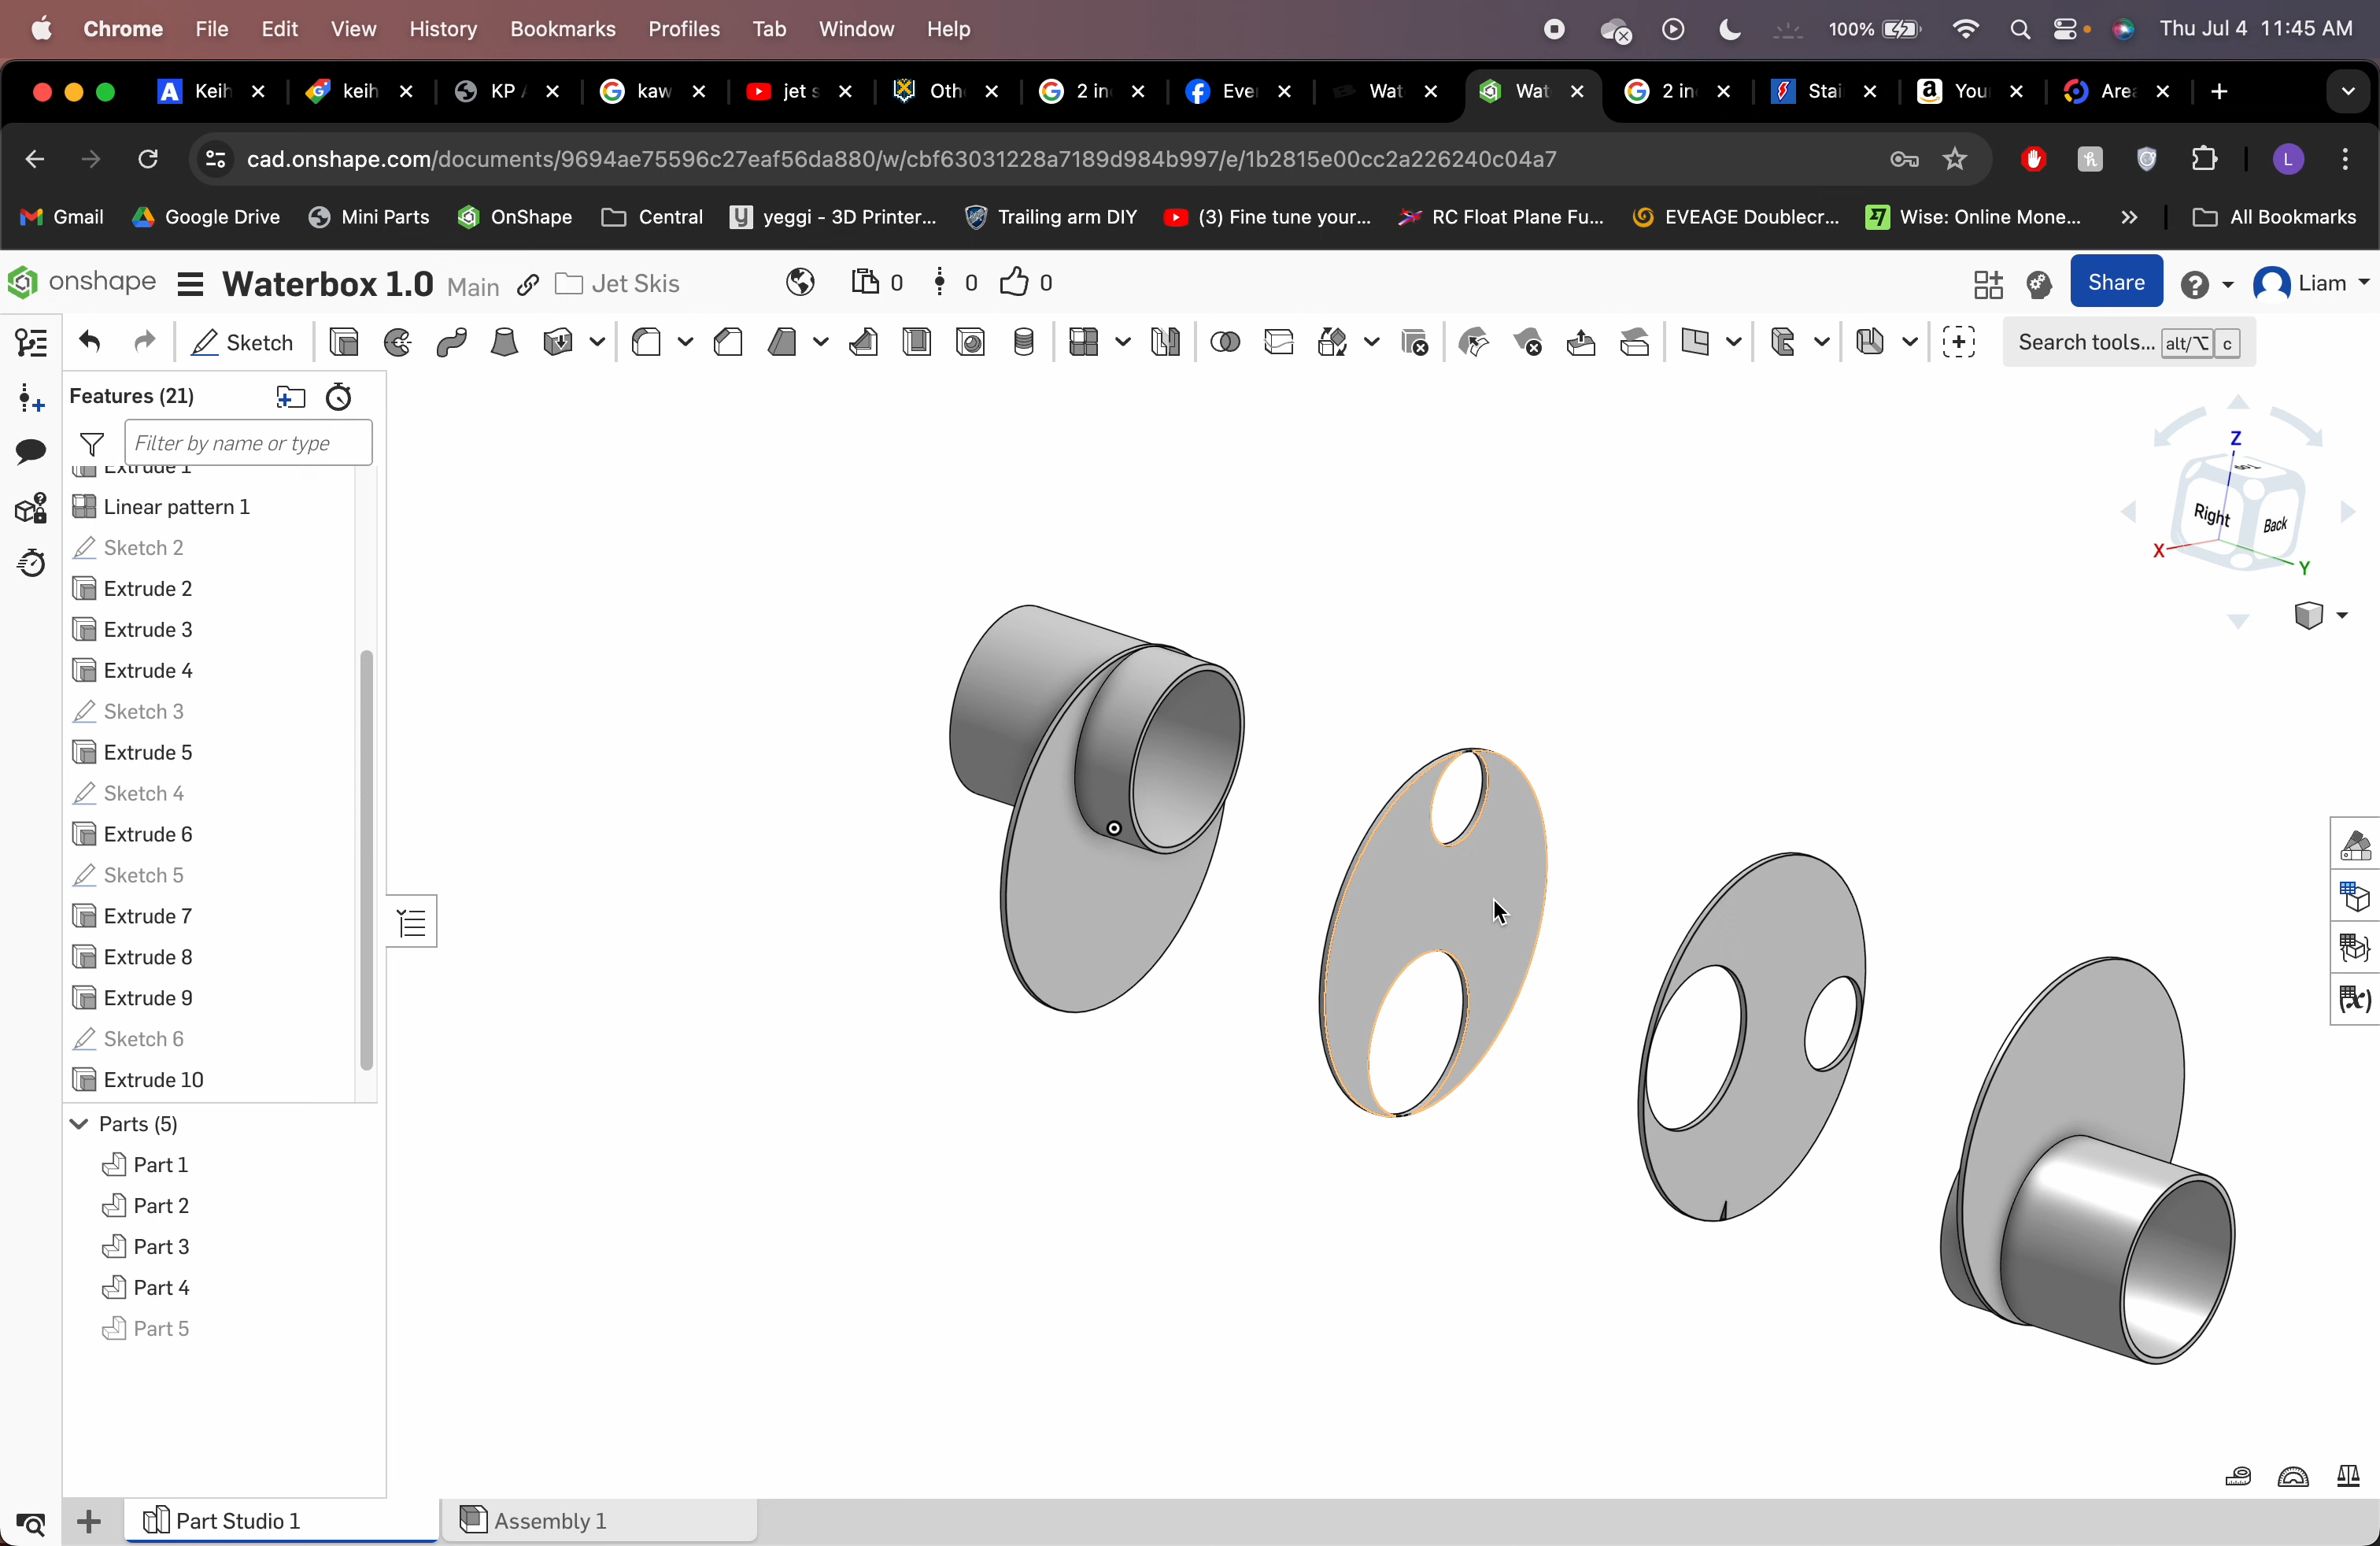 Chrome File Edit View History Bookmarks Profiles Tab Window Help 100% Thu Jul 4 11:45 AM
Keih keih KP kaw jet s Oth 2 in Eve Wat Wat 2 in Stai You Area
cad.onshape.com/documents/9694ae75596c27eaf56da880/w/cbf63031228a7189d984b997/e/1b2815e00cc2a226240c04a7 L
Gmail Google Drive Mini Parts OnShape Central yeggi - 3D Printer... Trailing arm DIY (3) Fine tune your... RC Float Plane Fu... EVEAGE Doublecr... Wise: Online Mone... » All Bookmarks
onshape Waterbox 1.0 Main Jet Skis 0 0 0 Share Liam
Sketch Search tools... alt/⌥ c
Features (21)
Filter by name or type
Extrude 1
Linear pattern 1
Sketch 2
Extrude 2
Extrude 3
Extrude 4
Sketch 3
Extrude 5
Sketch 4
Extrude 6
Sketch 5
Extrude 7
Extrude 8
Extrude 9
Sketch 6
Extrude 10
Parts (5)
Part 1
Part 2
Part 3
Part 4
Part 5
Z
Top
Right Back
X
Y
Part Studio 1 Assembly 1